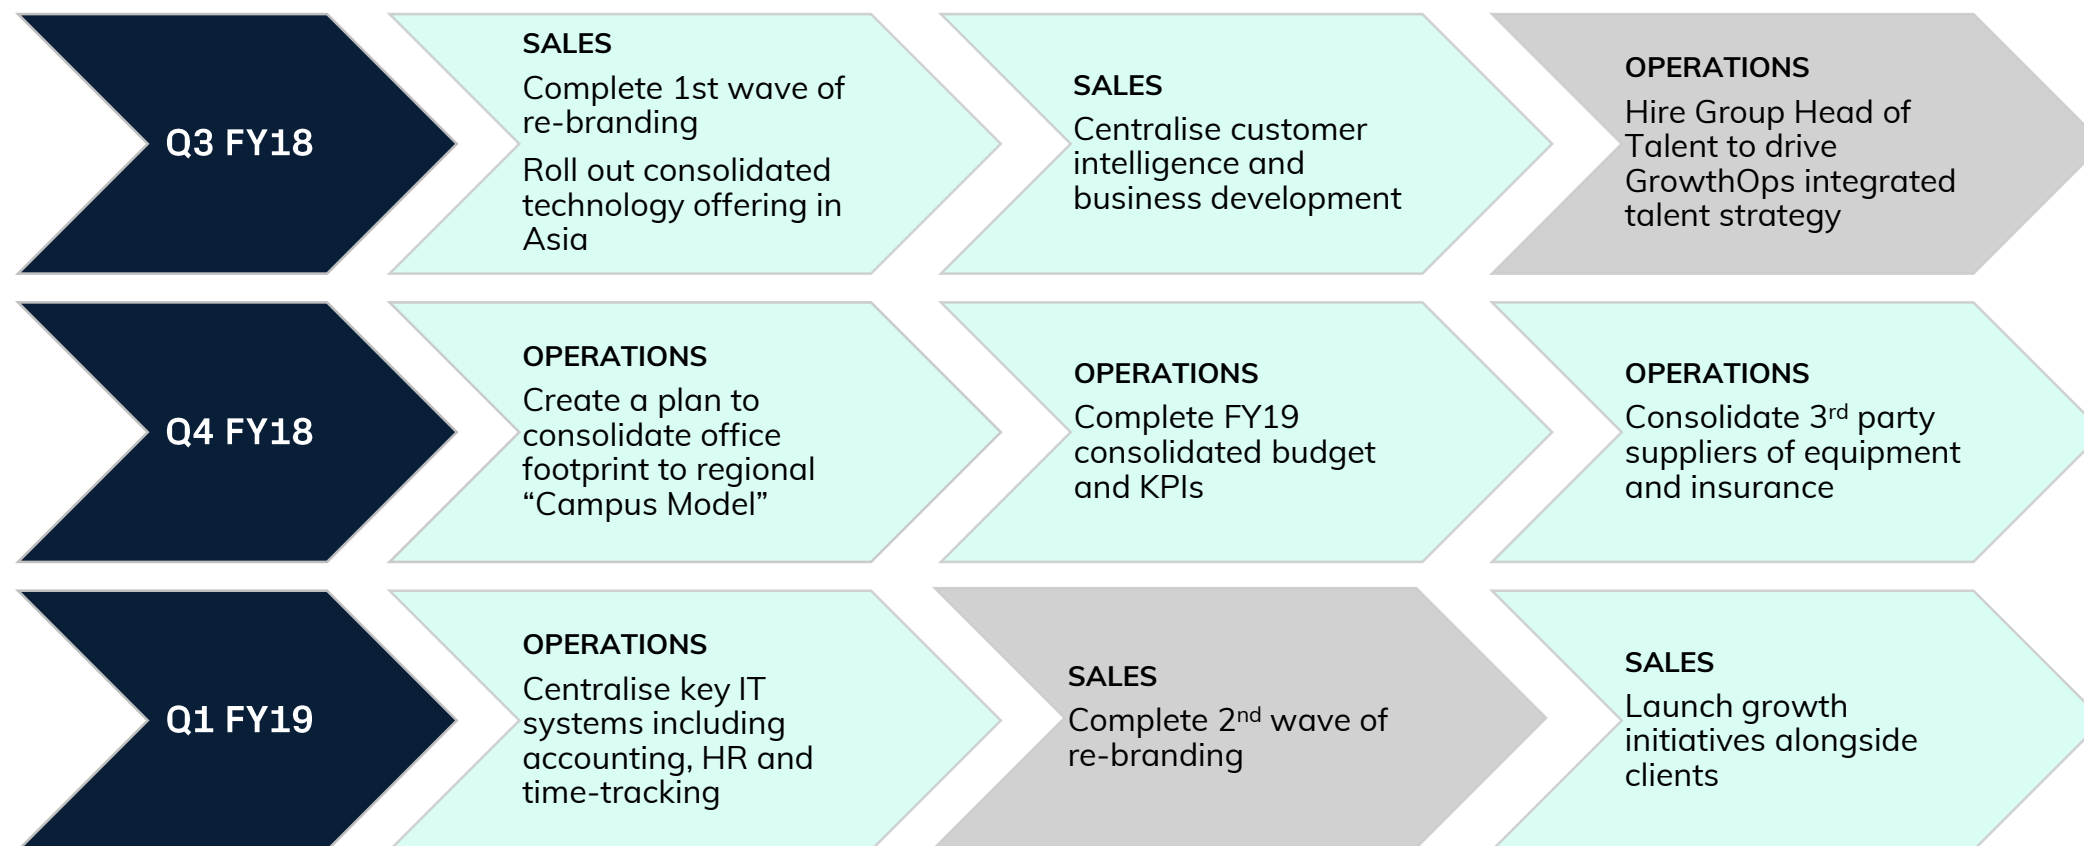 Q3 FY18
SALES
Complete 1st wave of
re-branding
Roll out consolidated
technology offering in
Asia
SALES
Centralise customer
intelligence and
business development
OPERATIONS
Hire Group Head of
Talent to drive
GrowthOps integrated
talent strategy
Q4 FY18
OPERATIONS
Create a plan to
consolidate office
footprint to regional
“Campus Model”
OPERATIONS
Complete FY19
consolidated budget
and KPIs
OPERATIONS
Consolidate 3rd party
suppliers of equipment
and insurance
Q1 FY19
OPERATIONS
Centralise key IT
systems including
accounting, HR and
time-tracking
SALES
Complete 2nd wave of
re-branding
SALES
Launch growth
initiatives alongside
clients